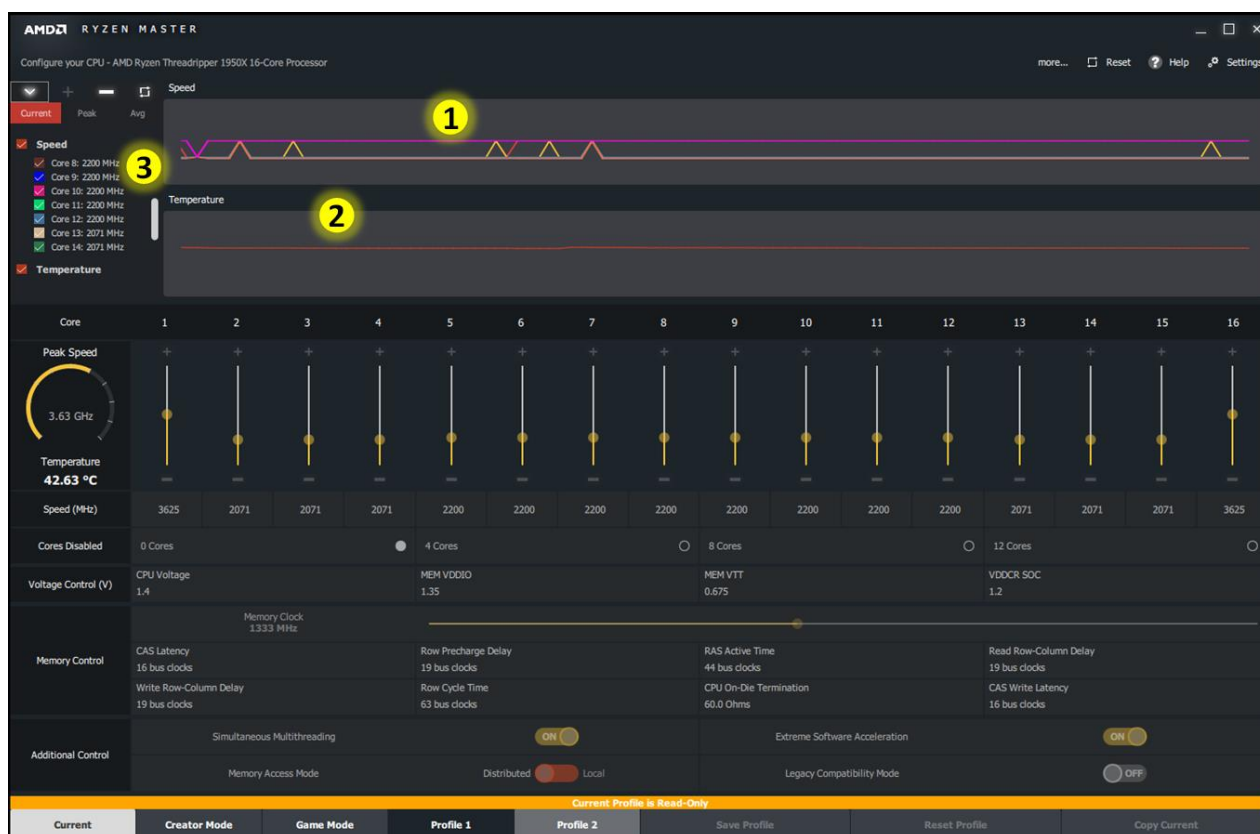 AMD RYZEN MASTER
Configure your CPU - AMD Ryzen Threadripper 1950X 16-Core Processor
more... Reset ? Help Settings
Current Peak Avg
Speed
1
Speed
Core 8: 2200 MHz
3
Core 9: 2200 MHz
Core 10: 2200 MHz
Core 11: 2200 MHz
Core 12: 2200 MHz
Core 13: 2071 MHz
Core 14: 2071 MHz
Temperature
Temperature
2
Core 1 2 3 4 5 6 7 8 9 10 11 12 13 14 15 16
Peak Speed
3.63 GHz
Temperature
42.63 °C
Speed (MHz) 3625 2071 2071 2071 2200 2200 2200 2200 2200 2200 2200 2200 2071 2071 2071 3625
Cores Disabled 0 Cores 4 Cores 8 Cores 12 Cores
Voltage Control (V)
CPU Voltage MEM VDDIO MEM VTT VDDCR SOC
1.4 1.35 0.675 1.2
Memory Control
Memory Clock
1333 MHz
CAS Latency Row Precharge Delay RAS Active Time Read Row-Column Delay
16 bus clocks 19 bus clocks 44 bus clocks 19 bus clocks
Write Row-Column Delay Row Cycle Time CPU On-Die Termination CAS Write Latency
19 bus clocks 63 bus clocks 60.0 Ohms 16 bus clocks
Additional Control
Simultaneous Multithreading ON Extreme Software Acceleration ON
Memory Access Mode Distributed Local Legacy Compatibility Mode OFF
Current Profile is Read-Only
Current Creator Mode Game Mode Profile 1 Profile 2 Save Profile Reset Profile Copy Current